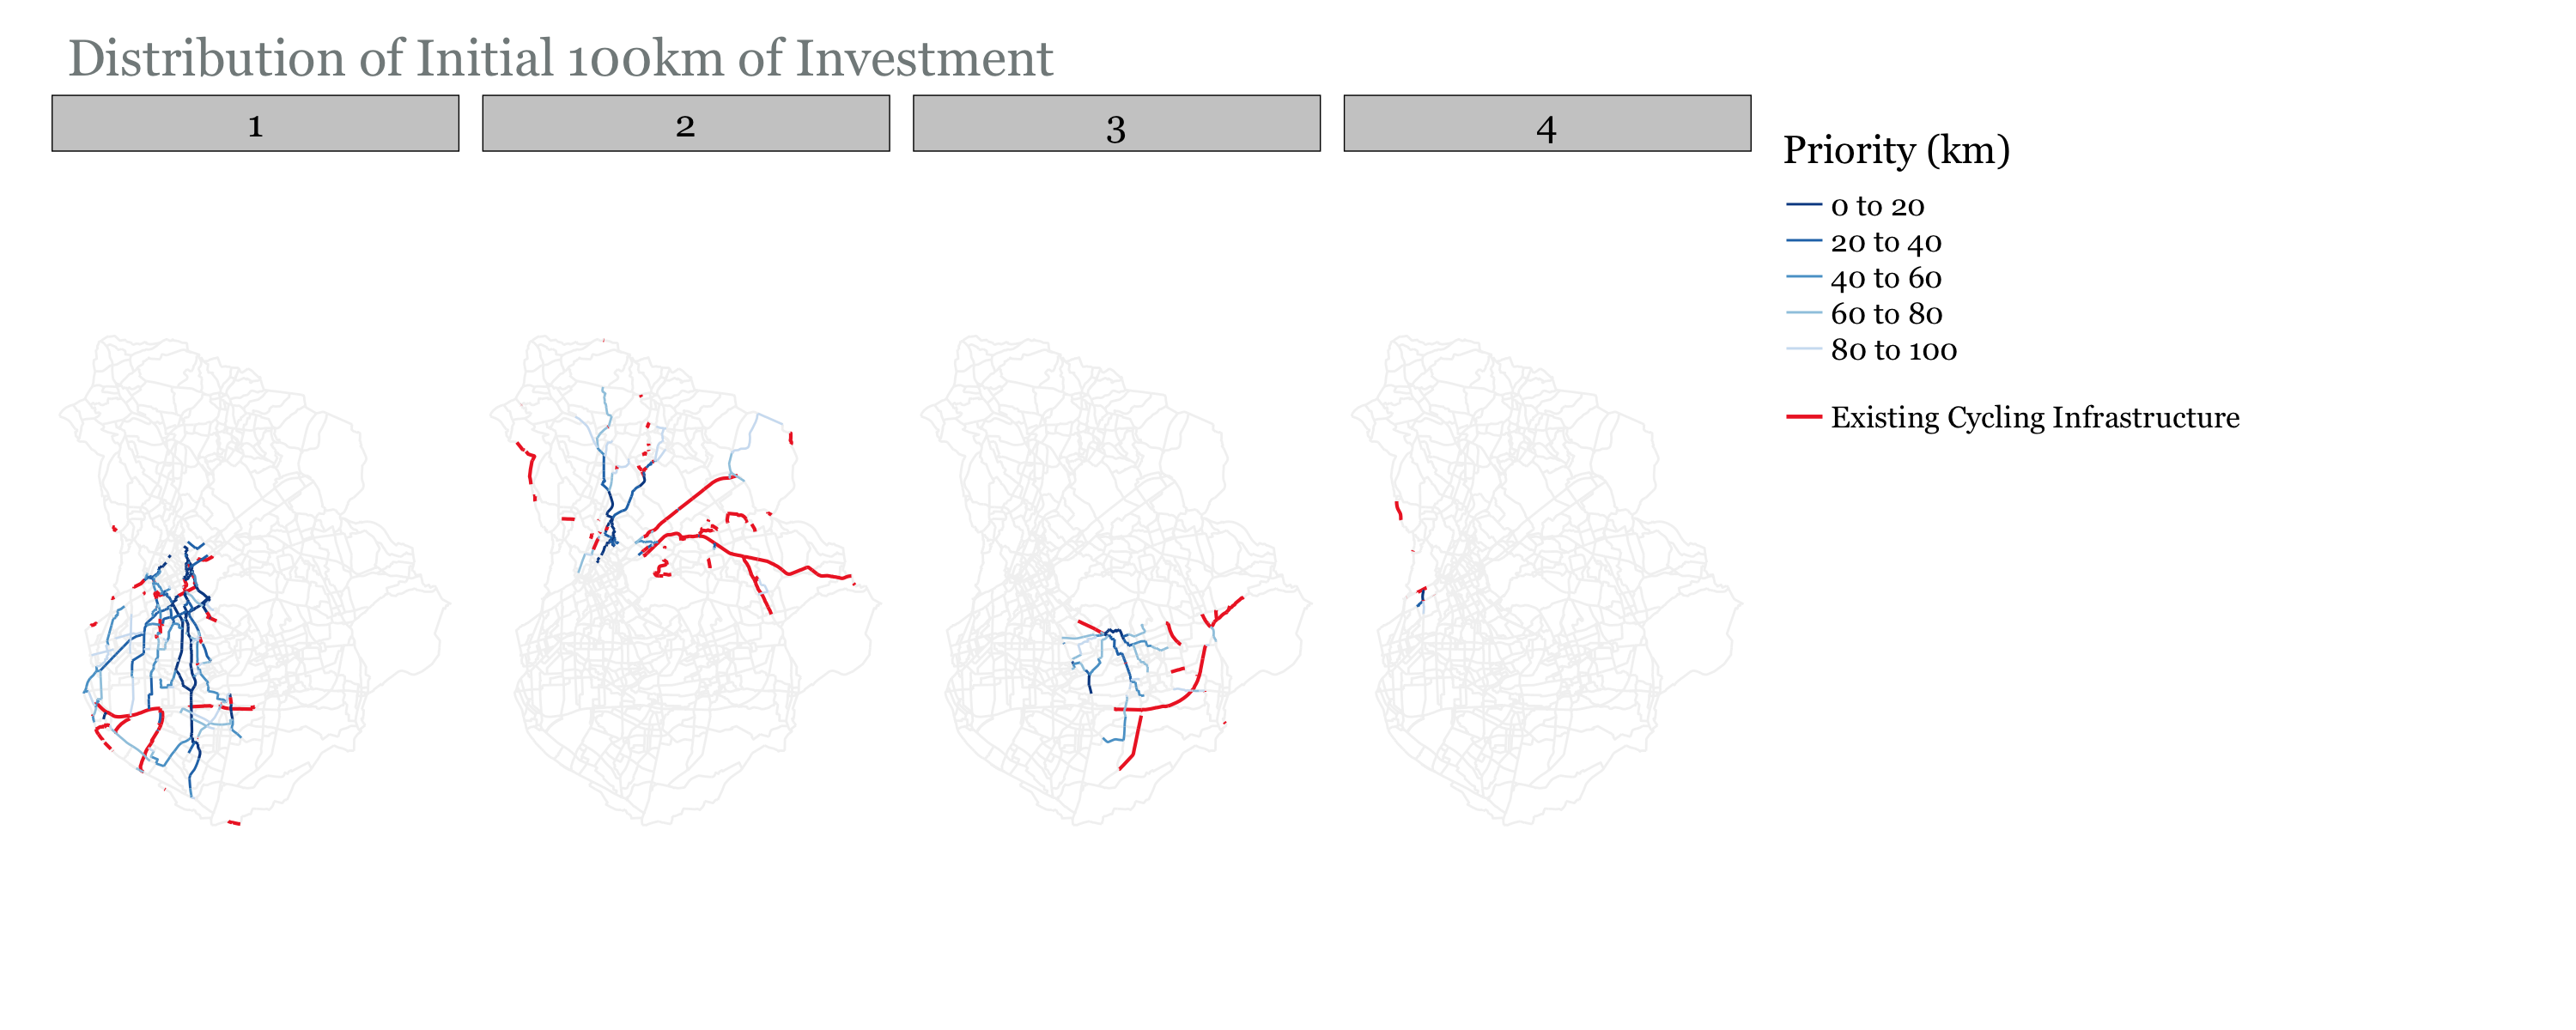 Distribution of Initial 100km of Investment
1
2
3
4
Priority (km)
0 to 20
20 to 40
40 to 60
60 to 80
80 to 100
Existing Cycling Infrastructure